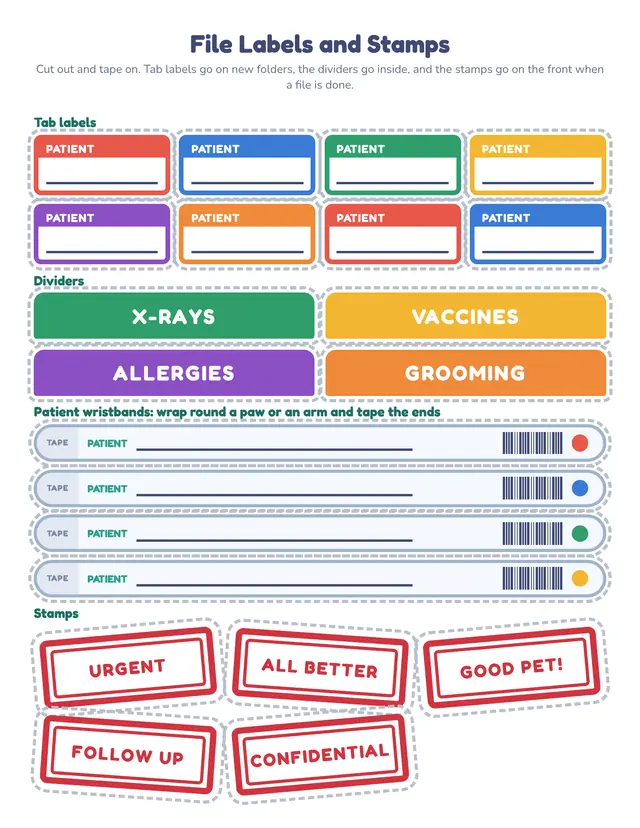 File Labels and Stamps
Cut out and tape on. Tab labels go on new folders, the dividers go inside, and the stamps go on the front when
a file is done.
Tab labels
PATIENT PATIENT PATIENT PATIENT
PATIENT PATIENT PATIENT PATIENT
Dividers
X-RAYS VACCINES
ALLERGIES GROOMING
Patient wristbands: wrap round a paw or an arm and tape the ends
TAPE PATIENT
TAPE PATIENT
TAPE PATIENT
TAPE PATIENT
Stamps
URGENT ALL BETTER GOOD PET!
FOLLOW UP CONFIDENTIAL